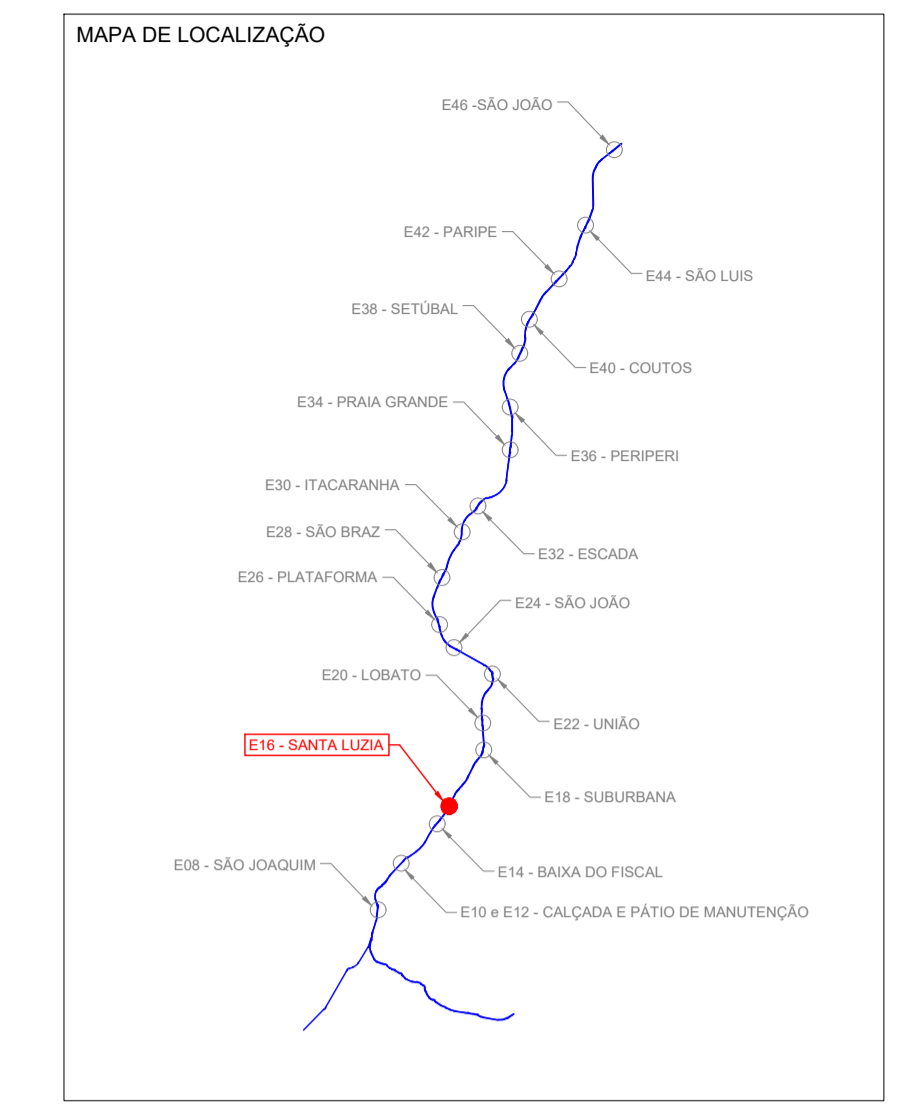 MAPA DE LOCALIZAÇÃO
E46 -SÃO JOÃO
E42 - PARIPE
E44 - SÃO LUIS
E38 - SETÚBAL
E40 - COUTOS
E34 - PRAIA GRANDE
E36 - PERIPERI
E30 - ITACARANHA
E28 - SÃO BRAZ
E32 - ESCADA
E26 - PLATAFORMA
E24 - SÃO JOÃO
E20 - LOBATO
E22 - UNIÃO
E16 - SANTA LUZIA
E18 - SUBURBANA
E08 - SÃO JOAQUIM
E14 - BAIXA DO FISCAL
E10 e E12 - CALÇADA E PÁTIO DE MANUTENÇÃO